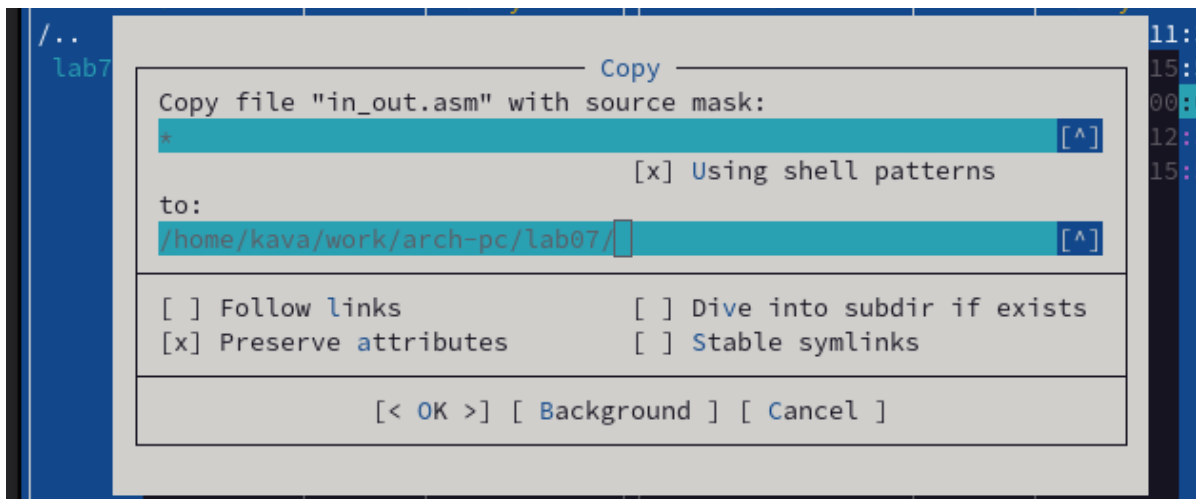 /..
11:
lab7
Copy
15:
Copy file "in_out.asm" with source mask:
00:
*
[^]
12:
[x] Using shell patterns
15:
to:
/home/kava/work/arch-pc/lab07/
[^]
[ ] Follow links
[ ] Dive into subdir if exists
[x] Preserve attributes
[ ] Stable symlinks
[< OK >] [ Background ] [ Cancel ]